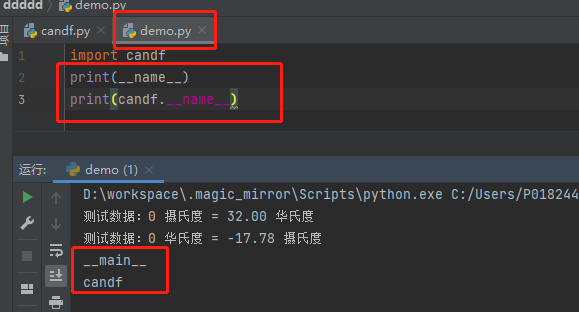 ddddd › demo.py
candf.py × demo.py ×
项目
1 import candf
2 print(__name__)
3 print(candf.__name__)
运行: demo (1) ×
D:\workspace\.magic_mirror\Scripts\python.exe C:/Users/P018244
测试数据：0 摄氏度 = 32.00 华氏度
测试数据：0 华氏度 = -17.78 摄氏度
__main__
candf